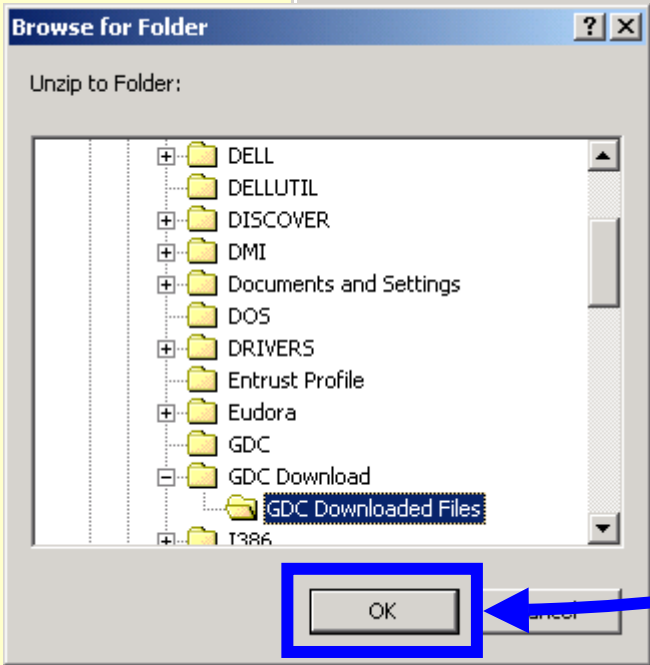 Browse for Folder
Unzip to Folder:
DELL
DELLUTIL
DISCOVER
DMI
Documents and Settings
DOS
DRIVERS
Entrust Profile
Eudora
GDC
GDC Download
GDC Downloaded Files
I386
OK